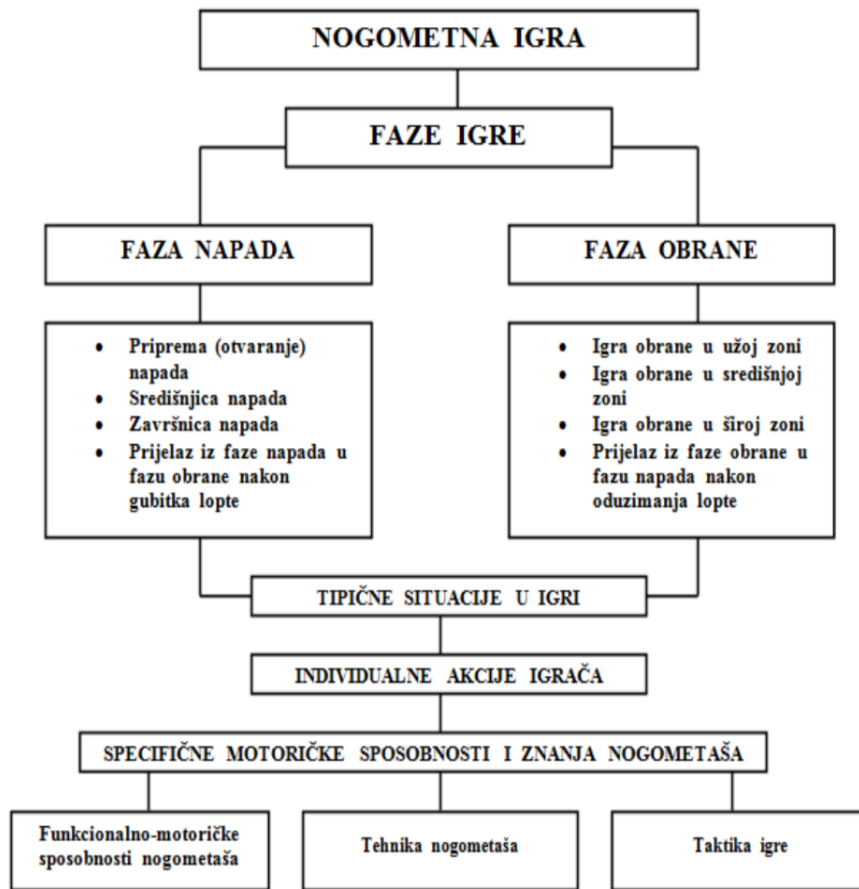 NOGOMETNA IGRA
FAZE IGRE
FAZA NAPADA
• Priprema (otvaranje)
napada
• Središnjica napada
• Završnica napada
• Prijelaz iz faze napada u
fazu obrane nakon
gubitka lopte
FAZA OBRANE
• Igra obrane u užoj zoni
• Igra obrane u središnjoj
zoni
• Igra obrane u široj zoni
• Prijelaz iz faze obrane u
fazu napada nakon
oduzimanja lopte
TIPIČNE SITUACIJE U IGRI
INDIVIDUALNE AKCIJE IGRAČA
SPECIFIČNE MOTORIČKE SPOSOBNOSTI I ZNANJA NOGOMETAŠA
Funkcionalno-motoričke
sposobnosti nogometaša
Tehnika nogometaša
Taktika igre